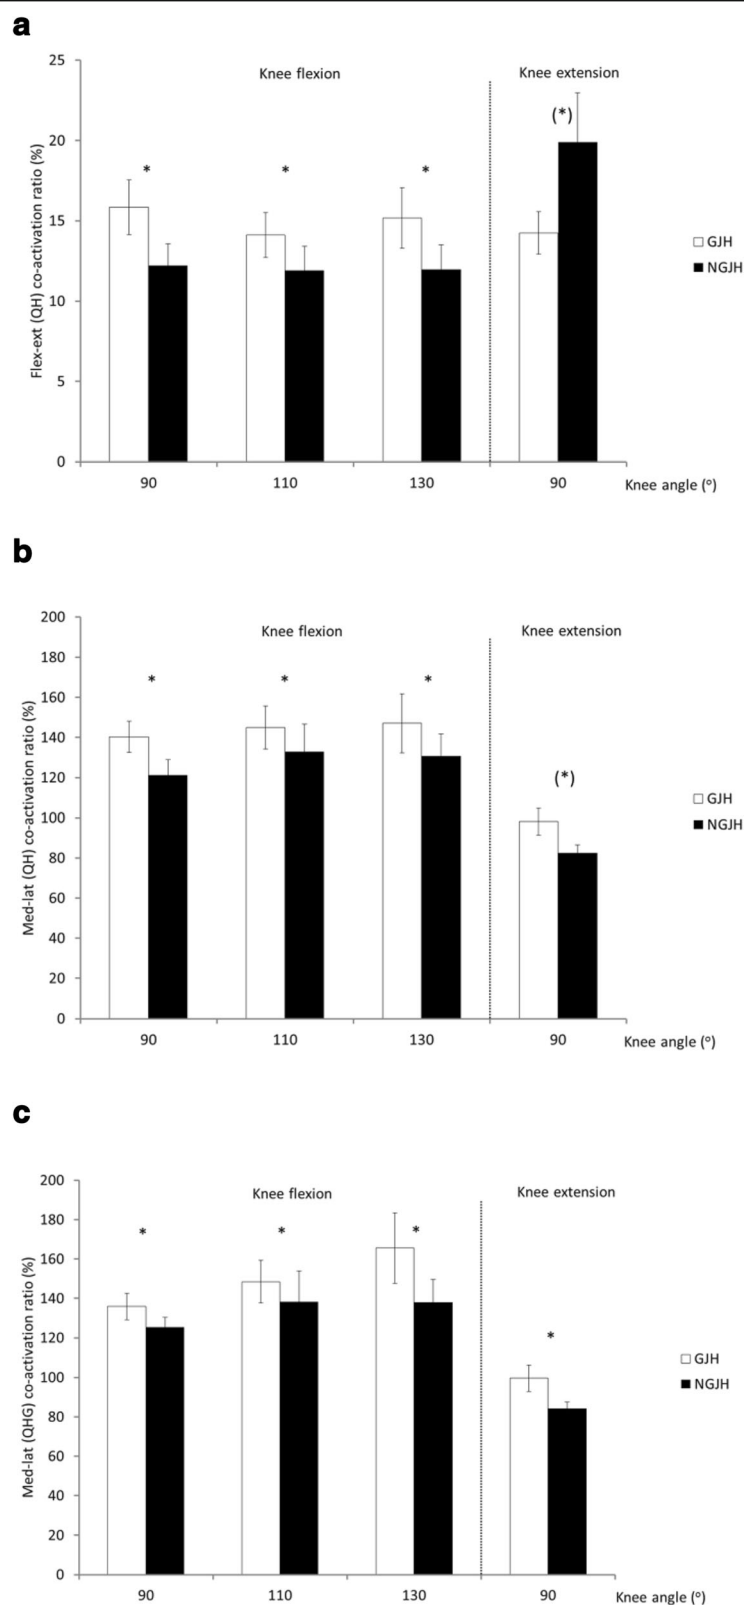 a
Flex-ext (QH) co-activation ratio (%)
25
20
15
10
5
0
Knee flexion
Knee extension
*
*
*
(*)
GJH
NGJH
90
110
130
90
Knee angle (º)
b
Med-lat (QH) co-activation ratio (%)
200
180
160
140
120
100
80
60
40
20
0
Knee flexion
Knee extension
*
*
*
(*)
GJH
NGJH
90
110
130
90
Knee angle (º)
c
Med-lat (QHG) co-activation ratio (%)
200
180
160
140
120
100
80
60
40
20
0
Knee flexion
Knee extension
*
*
*
*
GJH
NGJH
90
110
130
90
Knee angle (º)